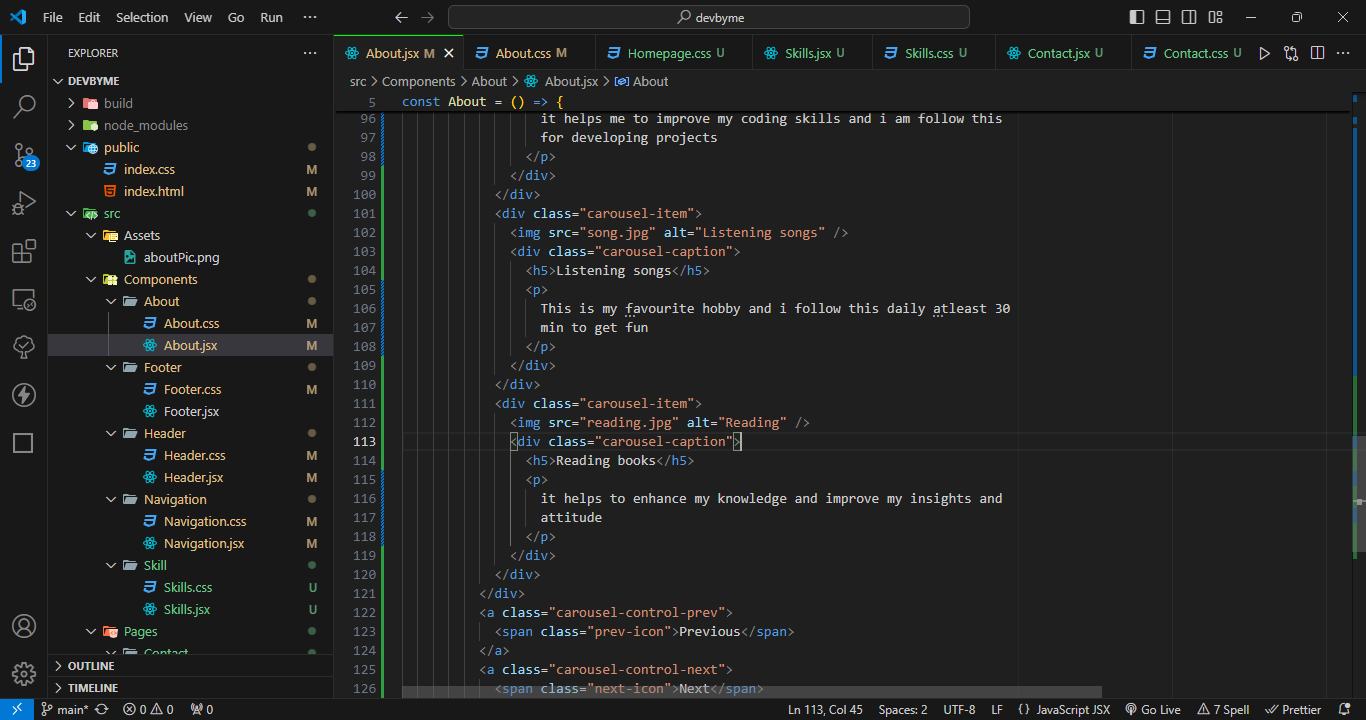 File Edit Selection View Go Run ··· devbyme
EXPLORER ···
DEVBYME
build
node_modules
public
index.css M
index.html M
src
Assets
aboutPic.png
Components
About
About.css M
About.jsx M
Footer
Footer.css M
Footer.jsx
Header
Header.css M
Header.jsx
Navigation
Navigation.css M
Navigation.jsx M
Skill
Skills.css U
Skills.jsx U
Pages
Contact
OUTLINE
TIMELINE
23
About.jsx M About.css M Homepage.css U Skills.jsx U Skills.css U Contact.jsx U Contact.css U ···
src > Components > About > About.jsx > About
5 const About = () => {
96 it helps me to improve my coding skills and i am follow this
97 for developing projects
98 </p>
99 </div>
100 </div>
101 <div class="carousel-item">
102 <img src="song.jpg" alt="Listening songs" />
103 <div class="carousel-caption">
104 <h5>Listening songs</h5>
105 <p>
106 This is my favourite hobby and i follow this daily atleast 30
107 min to get fun
108 </p>
109 </div>
110 </div>
111 <div class="carousel-item">
112 <img src="reading.jpg" alt="Reading" />
113 <div class="carousel-caption">
114 <h5>Reading books</h5>
115 <p>
116 it helps to enhance my knowledge and improve my insights and
117 attitude
118 </p>
119 </div>
120 </div>
121 </div>
122 <a class="carousel-control-prev">
123 <span class="prev-icon">Previous</span>
124 </a>
125 <a class="carousel-control-next">
126 <span class="next-icon">Next</span>
main* 0 0 0 Ln 113, Col 45 Spaces: 2 UTF-8 LF {} JavaScript JSX Go Live 7 Spell Prettier